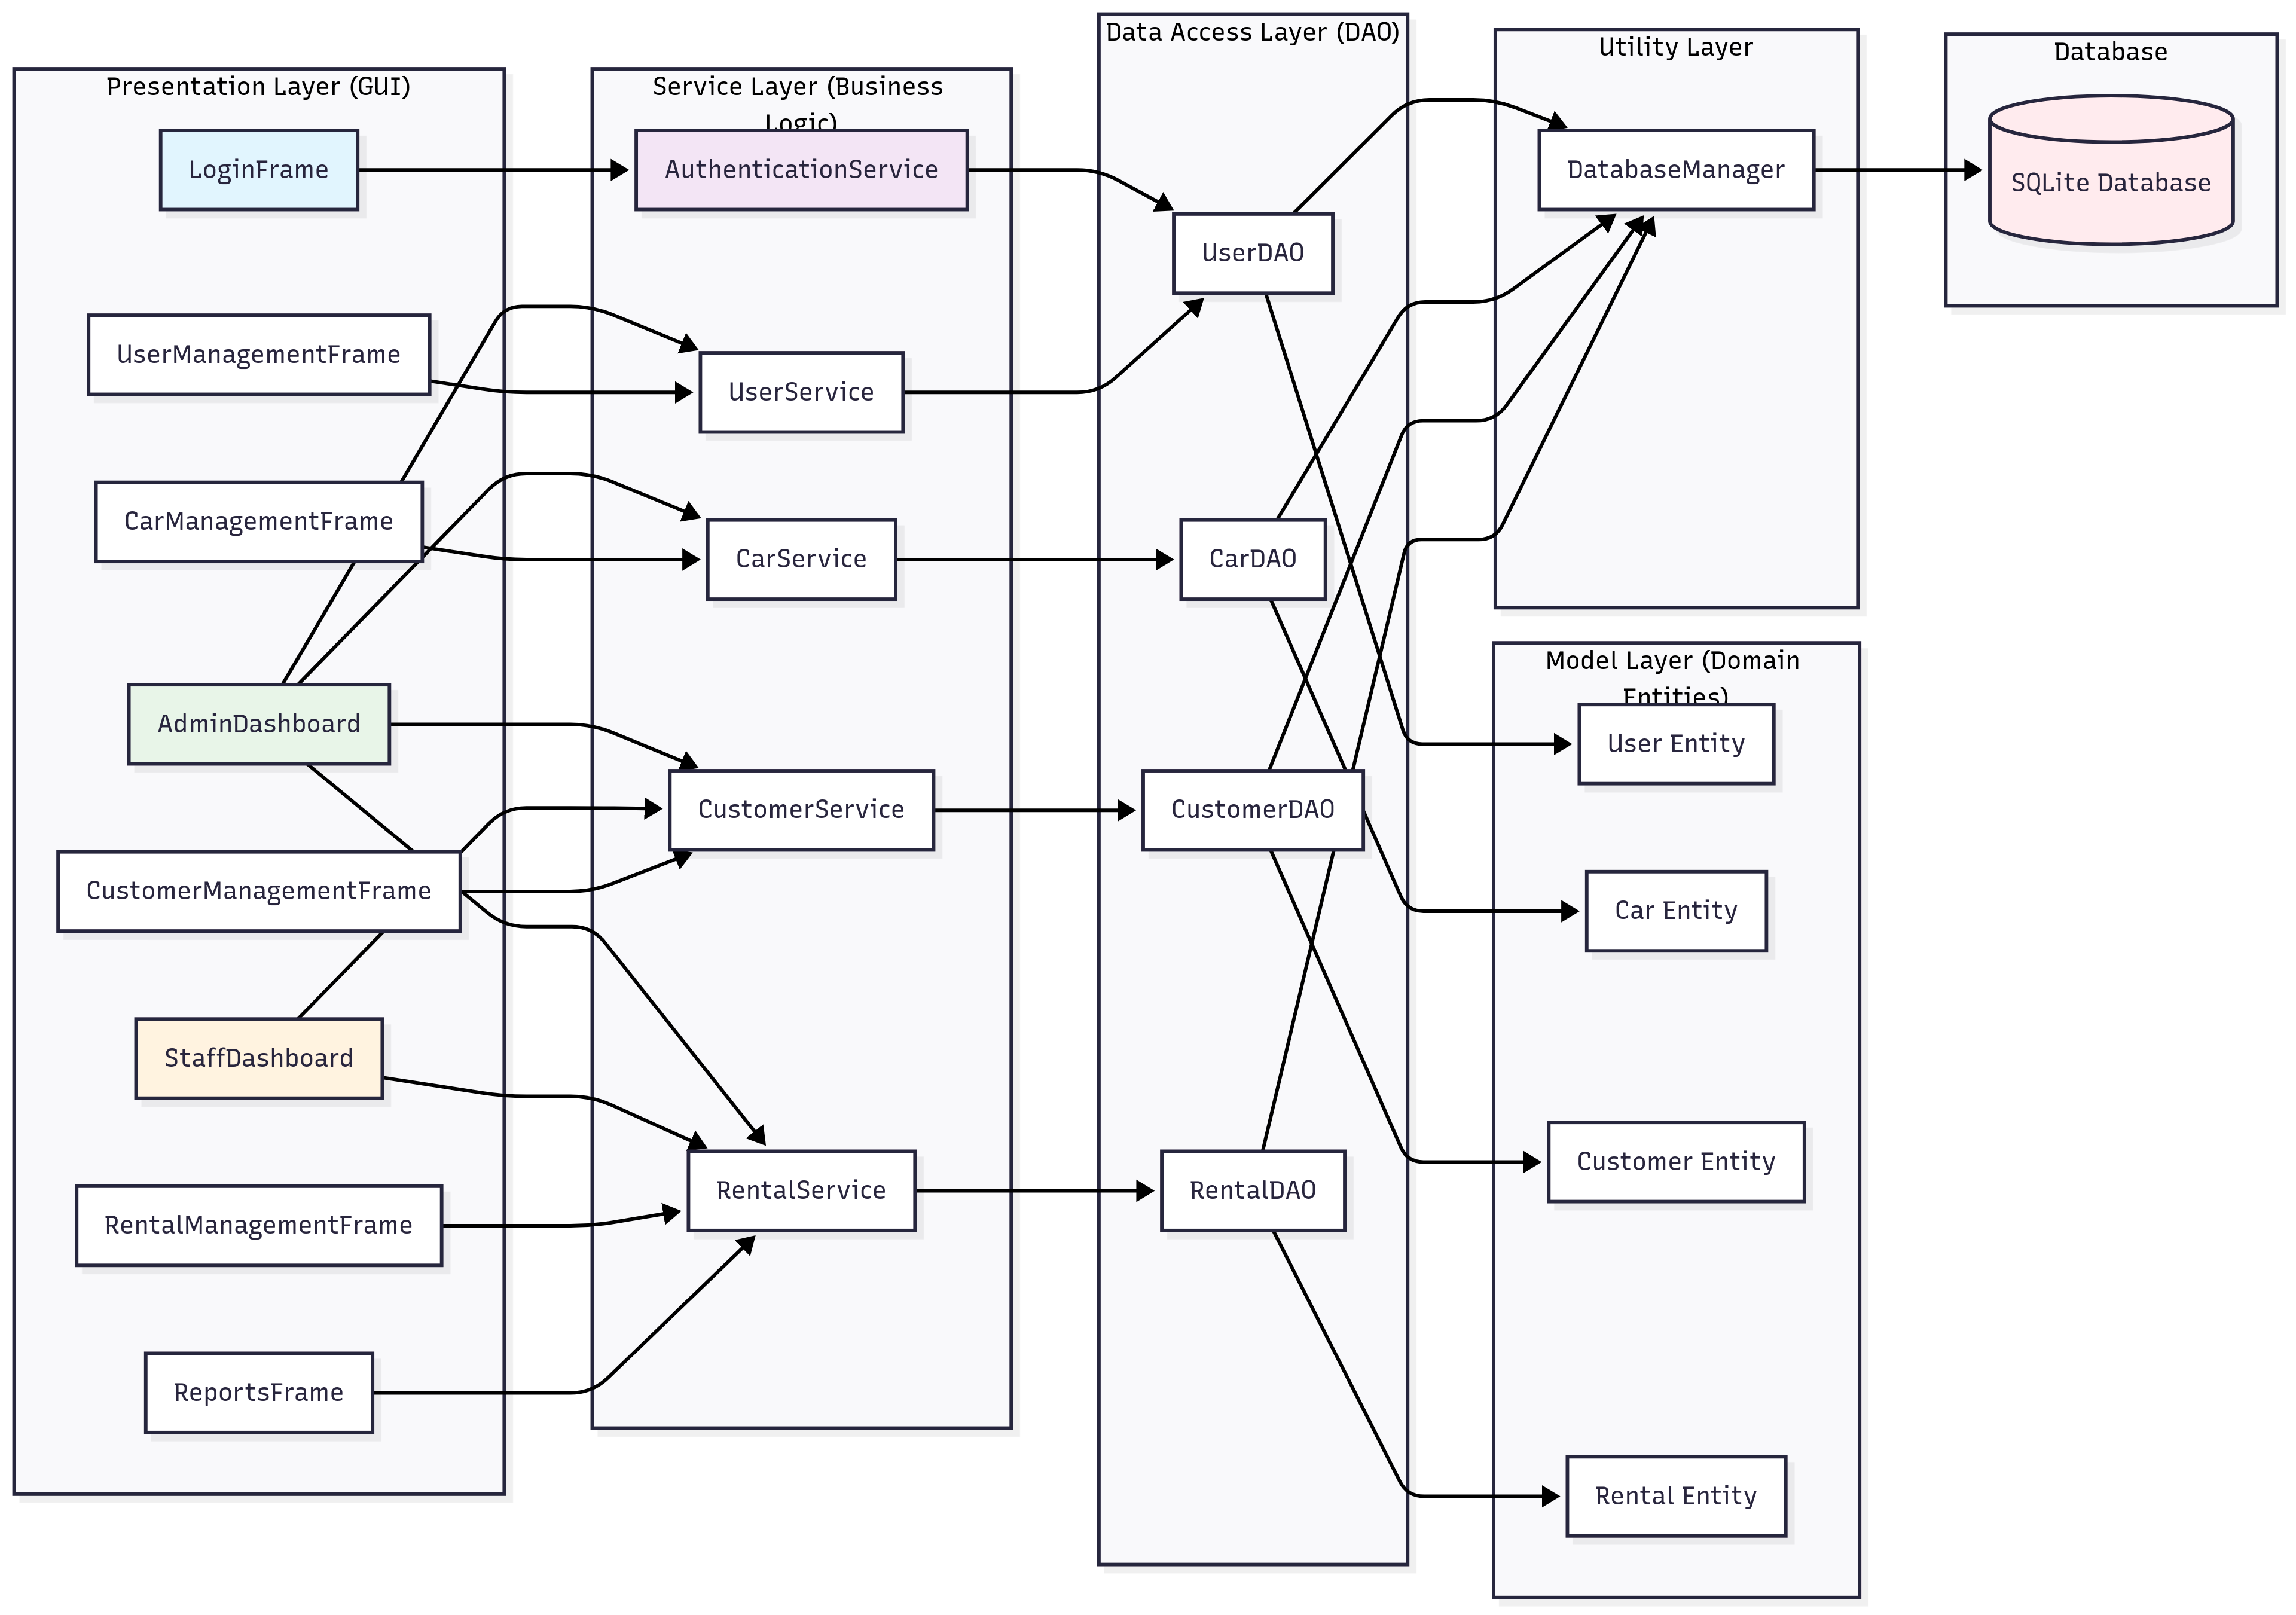 Presentation Layer (GUI)
LoginFrame
UserManagementFrame
CarManagementFrame
AdminDashboard
CustomerManagementFrame
StaffDashboard
RentalManagementFrame
ReportsFrame
Service Layer (Business
Logic)
AuthenticationService
UserService
CarService
CustomerService
RentalService
Data Access Layer (DAO)
UserDAO
CarDAO
CustomerDAO
RentalDAO
Utility Layer
DatabaseManager
Model Layer (Domain
Entities)
User Entity
Car Entity
Customer Entity
Rental Entity
Database
SQLite Database